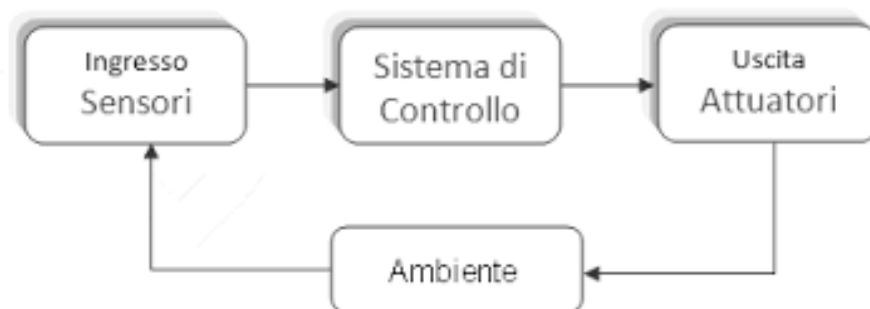 Ingresso
Sensori
Sistema di
Controllo
Uscita
Attuatori
Ambiente